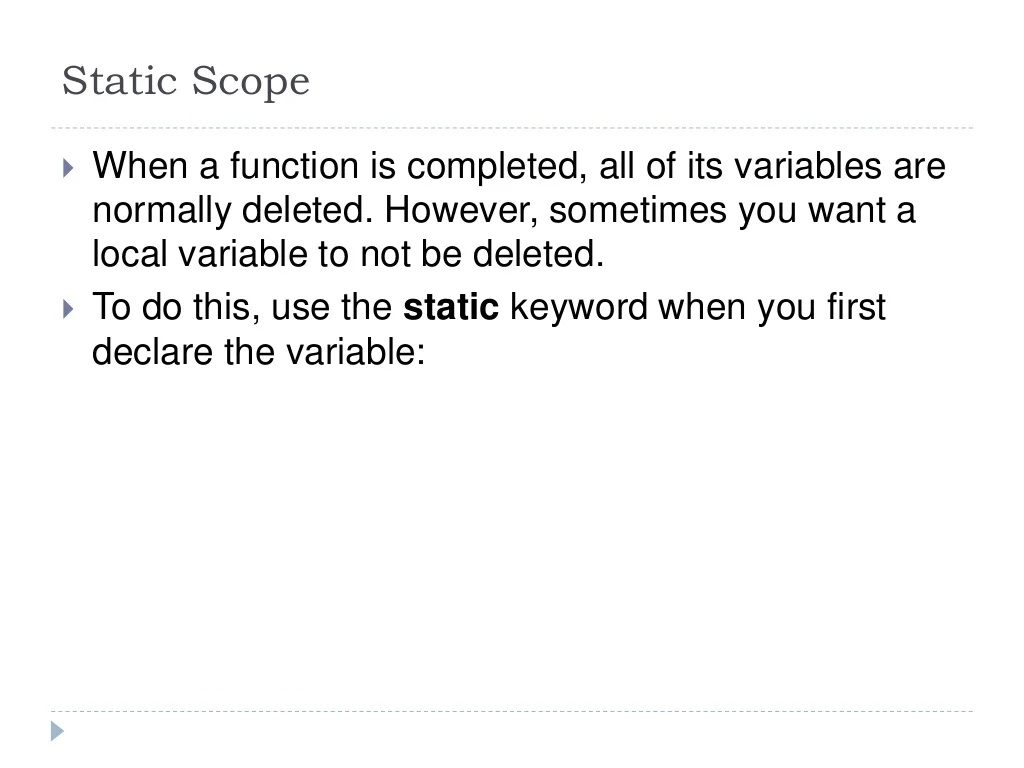 Static Scope
When a function is completed, all of its variables are
normally deleted. However, sometimes you want a
local variable to not be deleted.
To do this, use the static keyword when you first
declare the variable: